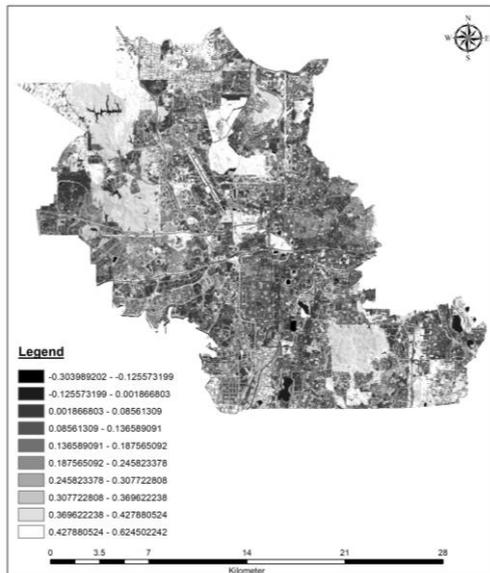 N
W E
S
Legend
-0.303989202 - -0.125573199
-0.125573199 - 0.001866803
0.001866803 - 0.08561309
0.08561309 - 0.136589091
0.136589091 - 0.187565092
0.187565092 - 0.245823378
0.245823378 - 0.307722808
0.307722808 - 0.369622238
0.369622238 - 0.427880524
0.427880524 - 0.624502242
0 3.5 7 14 21 28
Kilometer